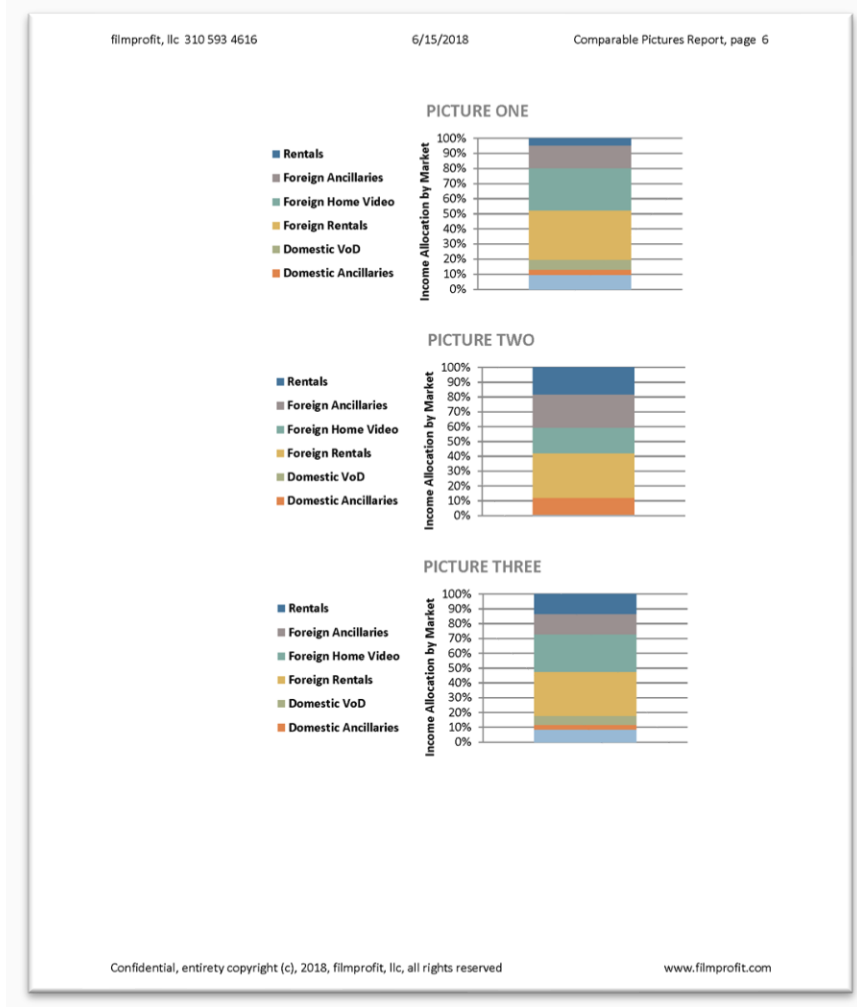 filmprofit, llc 310 593 4616 6/15/2018 Comparable Pictures Report, page 6
PICTURE ONE
Rentals
Foreign Ancillaries
Foreign Home Video
Foreign Rentals
Domestic VoD
Domestic Ancillaries
Income Allocation by Market
100%
90%
80%
70%
60%
50%
40%
30%
20%
10%
0%
PICTURE TWO
Rentals
Foreign Ancillaries
Foreign Home Video
Foreign Rentals
Domestic VoD
Domestic Ancillaries
Income Allocation by Market
100%
90%
80%
70%
60%
50%
40%
30%
20%
10%
0%
PICTURE THREE
Rentals
Foreign Ancillaries
Foreign Home Video
Foreign Rentals
Domestic VoD
Domestic Ancillaries
Income Allocation by Market
100%
90%
80%
70%
60%
50%
40%
30%
20%
10%
0%
Confidential, entirety copyright (c), 2018, filmprofit, llc, all rights reserved www.filmprofit.com